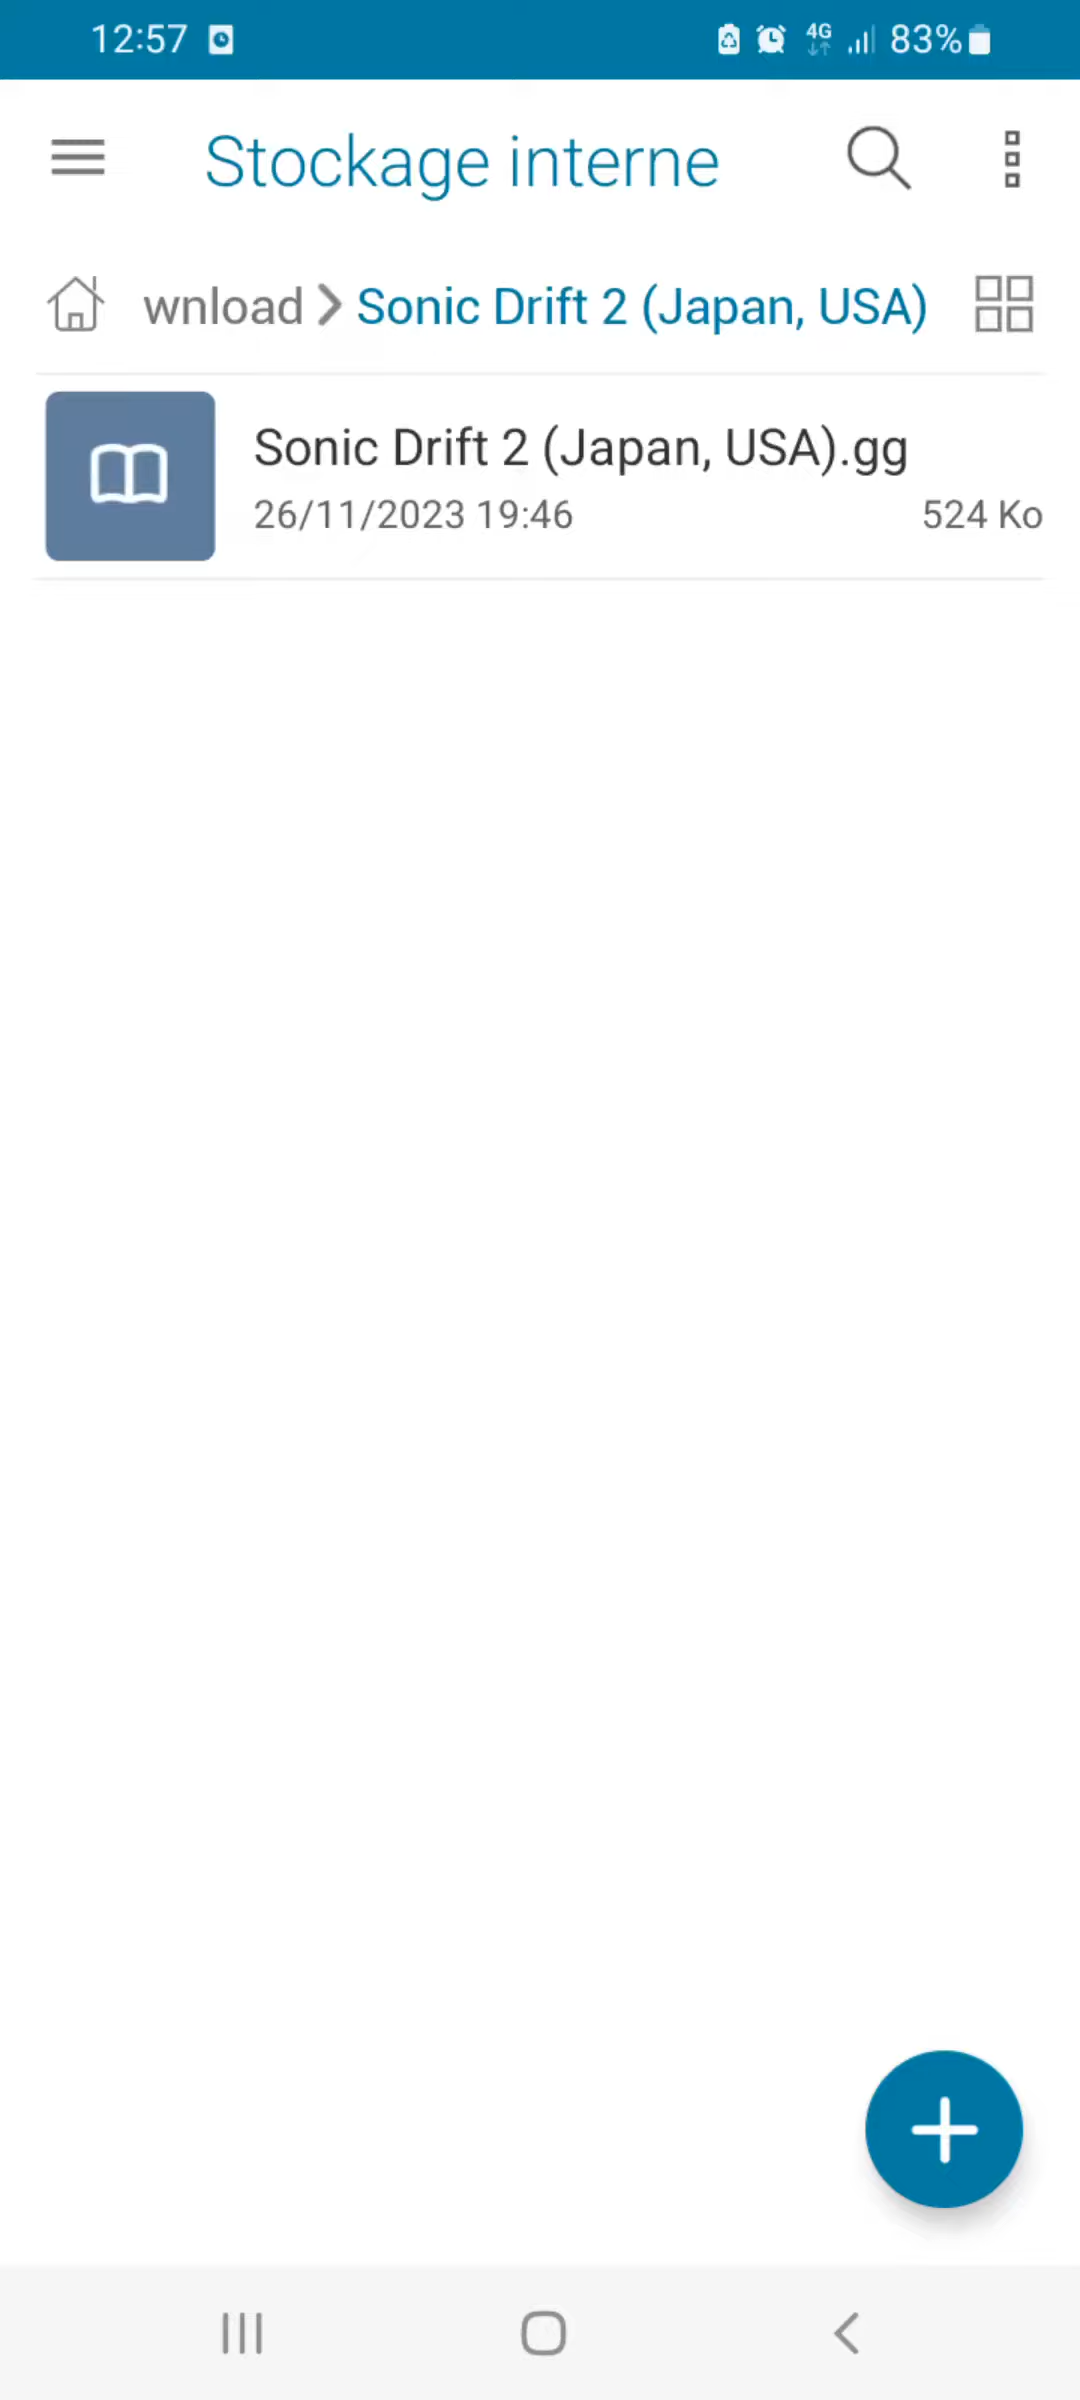 12:57 4G 83%
Stockage interne
wnload Sonic Drift 2 (Japan, USA)
Sonic Drift 2 (Japan, USA).gg
26/11/2023 19:46 524 Ko